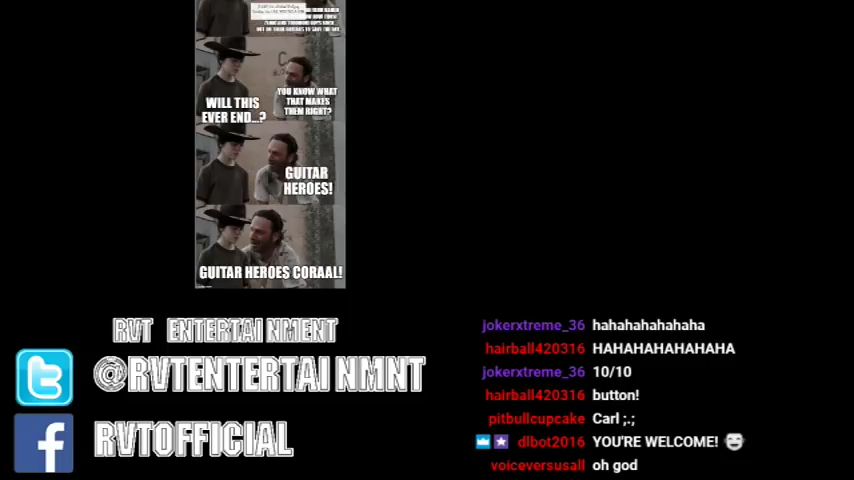 WILL THIS
EVER END...?
YOU KNOW WHAT
THAT MAKES
THEM RIGHT?
GUITAR
HEROES!
GUITAR HEROES CORAAL!
RVT ENTERTAINMENT
@RVTENTERTAINMNT
RVTOFFICIAL
jokerxtreme_36 hahahahahahaha
hairball420316 HAHAHAHAHAHAHA
jokerxtreme_36 10/10
hairball420316 button!
pitbullcupcake Carl ;.;
dlbot2016 YOU'RE WELCOME!
voiceversusall oh god